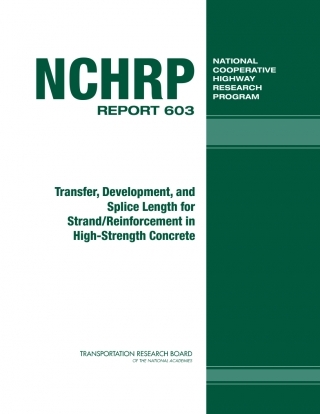 NCHRP
REPORT 603
NATIONAL
COOPERATIVE
HIGHWAY
RESEARCH
PROGRAM
Transfer, Development, and
Splice Length for
Strand/Reinforcement in
High-Strength Concrete
TRANSPORTATION RESEARCH BOARD
OF THE NATIONAL ACADEMIES